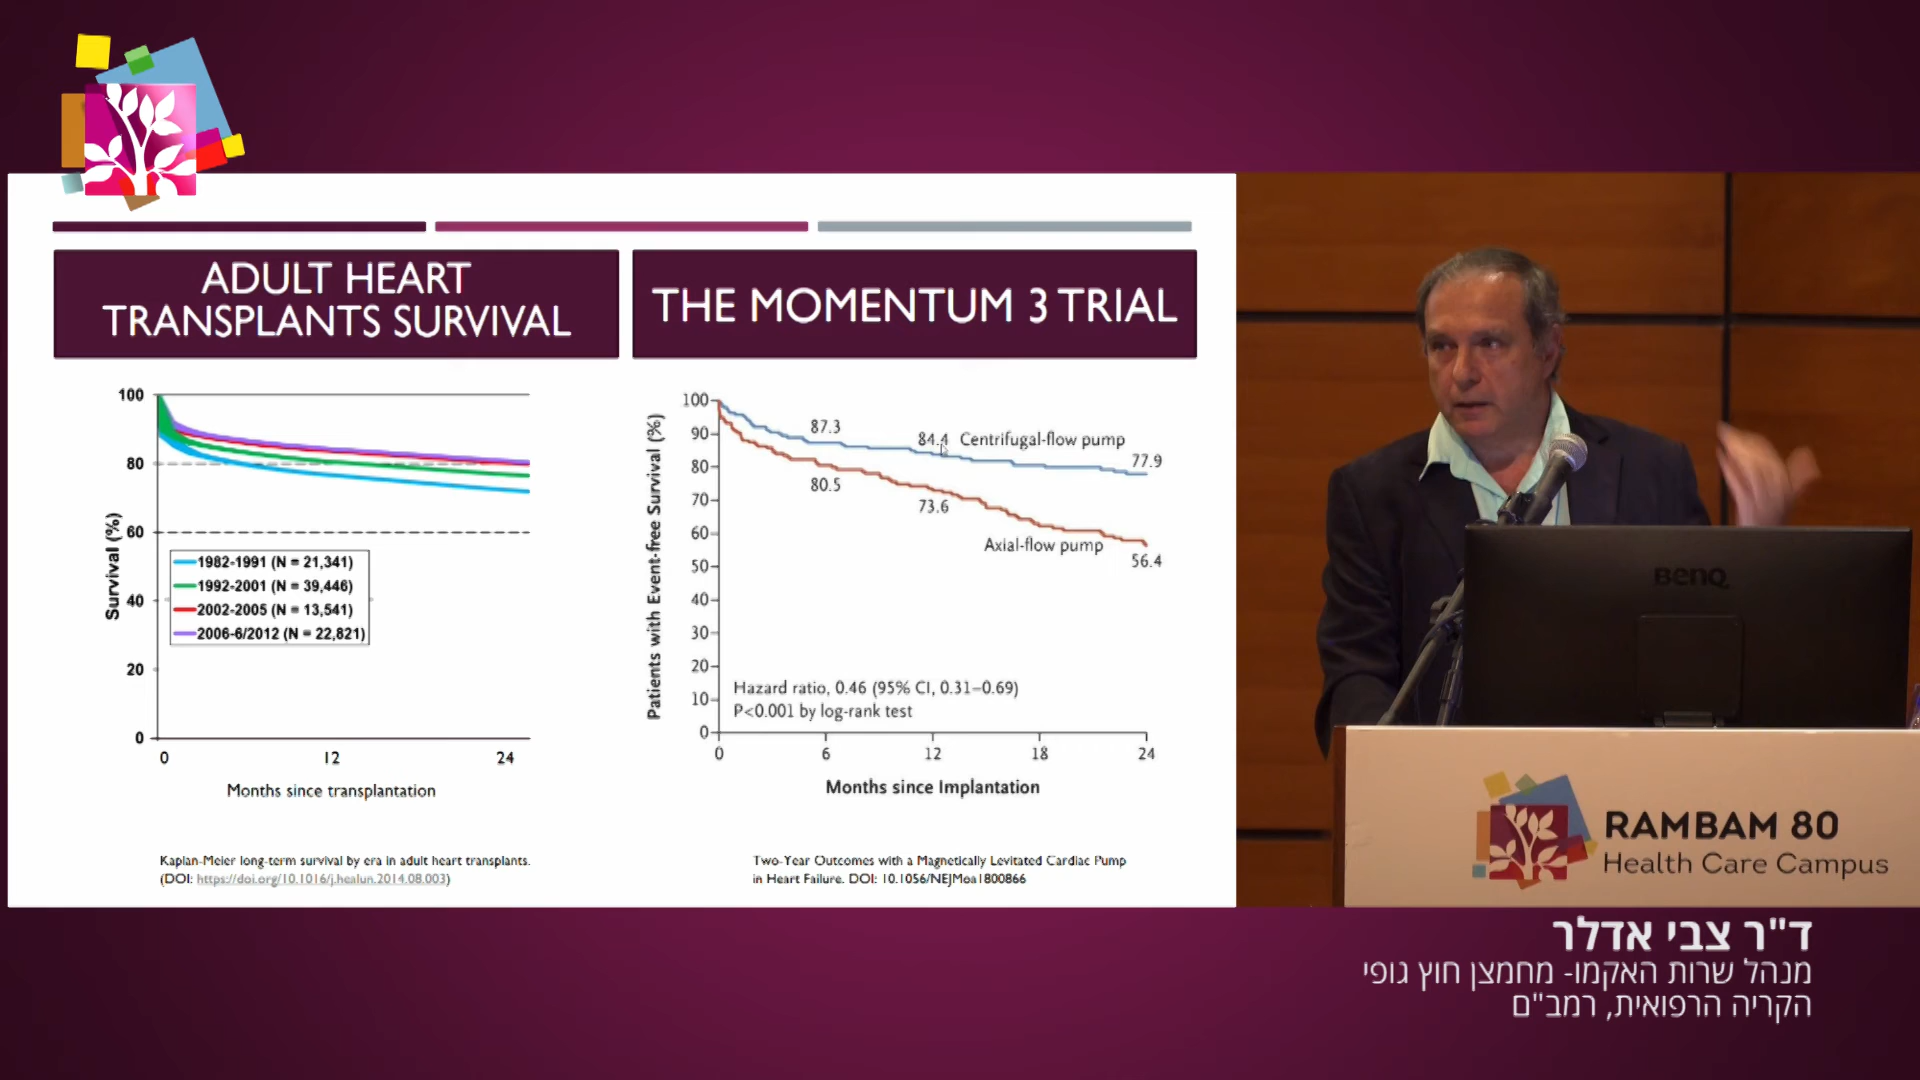 ADULT HEART
TRANSPLANTS SURVIVAL
100
80
60
40
20
0
Survival (%)
1982-1991 (N = 21,341)
1992-2001 (N = 39,446)
2002-2005 (N = 13,541)
2006-6/2012 (N = 22,821)
0 12 24
Months since transplantation
Kaplan-Meier long-term survival by era in adult heart transplants.
(DOI: https://doi.org/10.1016/j.healun.2014.08.003)
THE MOMENTUM 3 TRIAL
100
90
80
70
60
50
40
30
20
10
0
Patients with Event-free Survival (%)
87.3
84.4 Centrifugal-flow pump
77.9
80.5
73.6
Axial-flow pump
56.4
Hazard ratio, 0.46 (95% CI, 0.31–0.69)
P<0.001 by log-rank test
0 6 12 18 24
Months since Implantation
Two-Year Outcomes with a Magnetically Levitated Cardiac Pump
in Heart Failure. DOI: 10.1056/NEJMoa1800866
BenQ
RAMBAM 80
Health Care Campus
ד"ר צבי אדלר
מנהל שרות האקמו- מחמצן חוץ גופי
הקריה הרפואית, רמב"ם